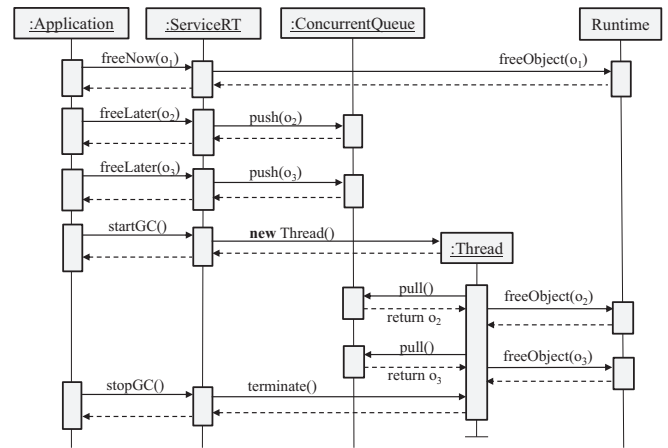 :Application :ServiceRT :ConcurrentQueue Runtime
freeNow(o₁) freeObject(o₁)
freeLater(o₂) push(o₂)
freeLater(o₃) push(o₃)
startGC() new Thread()
:Thread
pull() freeObject(o₂)
return o₂
pull() freeObject(o₃)
return o₃
stopGC() terminate()